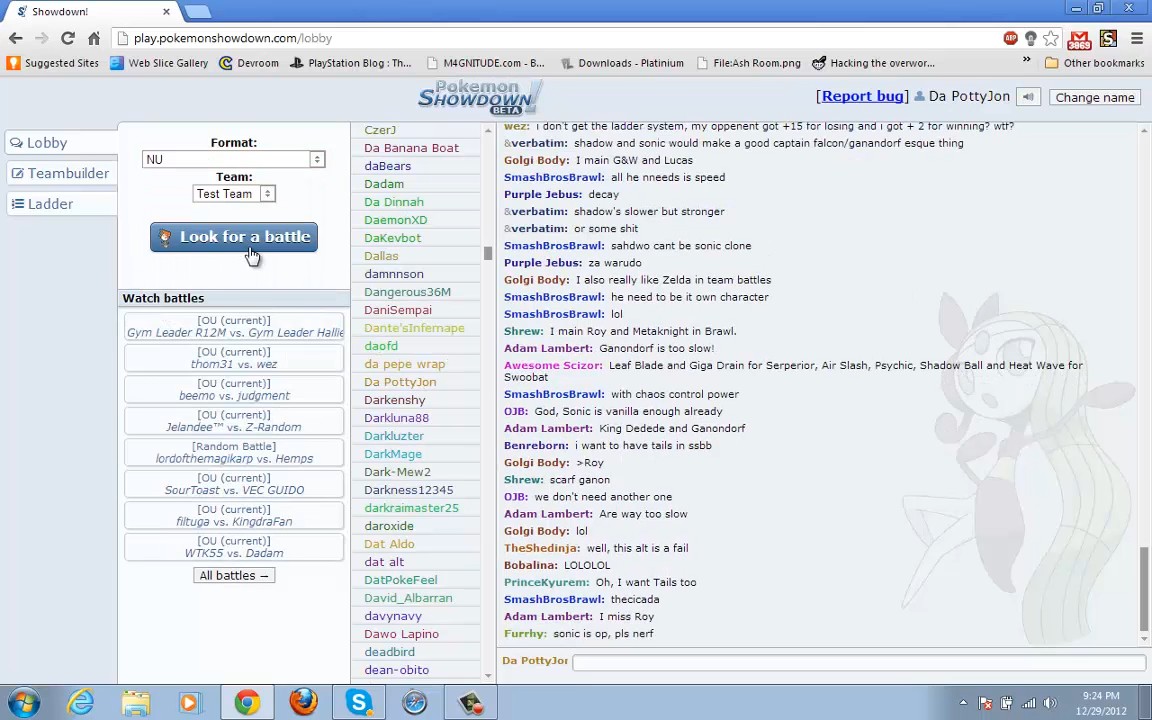 Showdown!
play.pokemonshowdown.com/lobby
Suggested Sites
Web Slice Gallery
Devroom
PlayStation Blog : Th...
M4GNITUDE.com - B...
Downloads - Platinium
File:Ash Room.png
Hacking the overwor...
»
Other bookmarks
ABP
3869
Pokemon
SHOWDOWN!
BETA
[Report bug]
Da PottyJon
Change name
Lobby
Teambuilder
Ladder
Format:
NU
Team:
Test Team
Look for a battle
Watch battles
[OU (current)]
Gym Leader R12M vs. Gym Leader Hallie
[OU (current)]
thom31 vs. wez
[OU (current)]
beemo vs. judgment
[OU (current)]
Jelandee™ vs. Z-Random
[Random Battle]
lordofthemagikarp vs. Hemps
[OU (current)]
SourToast vs. VEC GUIDO
[OU (current)]
filtuga vs. KingdraFan
[OU (current)]
WTK55 vs. Dadam
All battles →
CzerJ
Da Banana Boat
daBears
Dadam
Da Dinnah
DaemonXD
DaKevbot
Dallas
damnnson
Dangerous36M
DaniSempai
Dante'sInfernape
daofd
da pepe wrap
Da PottyJon
Darkenshy
Darkluna88
Darkluzter
DarkMage
Dark-Mew2
Darkness12345
darkraimaster25
daroxide
Dat Aldo
dat alt
DatPokeFeel
David_Albarran
davynavy
Dawo Lapino
deadbird
dean-obito
wez: i don't get the ladder system, my oppenent got +15 for losing and i got + 2 for winning? wtf?
&verbatim: shadow and sonic would make a good captain falcon/ganandorf esque thing
Golgi Body: I main G&W and Lucas
SmashBrosBrawl: all he nneeds is speed
Purple Jebus: decay
&verbatim: shadow's slower but stronger
&verbatim: or some shit
SmashBrosBrawl: sahdwo cant be sonic clone
Purple Jebus: za warudo
Golgi Body: I also really like Zelda in team battles
SmashBrosBrawl: he need to be it own character
SmashBrosBrawl: lol
Shrew: I main Roy and Metaknight in Brawl.
Adam Lambert: Ganondorf is too slow!
Awesome Scizor: Leaf Blade and Giga Drain for Serperior, Air Slash, Psychic, Shadow Ball and Heat Wave for
Swoobat
SmashBrosBrawl: with chaos control power
OJB: God, Sonic is vanilla enough already
Adam Lambert: King Dedede and Ganondorf
Benreborn: i want to have tails in ssbb
Golgi Body: >Roy
Shrew: scarf ganon
OJB: we don't need another one
Adam Lambert: Are way too slow
Golgi Body: lol
TheShedinja: well, this alt is a fail
Bobalina: LOLOLOL
PrinceKyurem: Oh, I want Tails too
SmashBrosBrawl: thecicada
Adam Lambert: I miss Roy
Furrhy: sonic is op, pls nerf
Da PottyJon
9:24 PM
12/29/2012